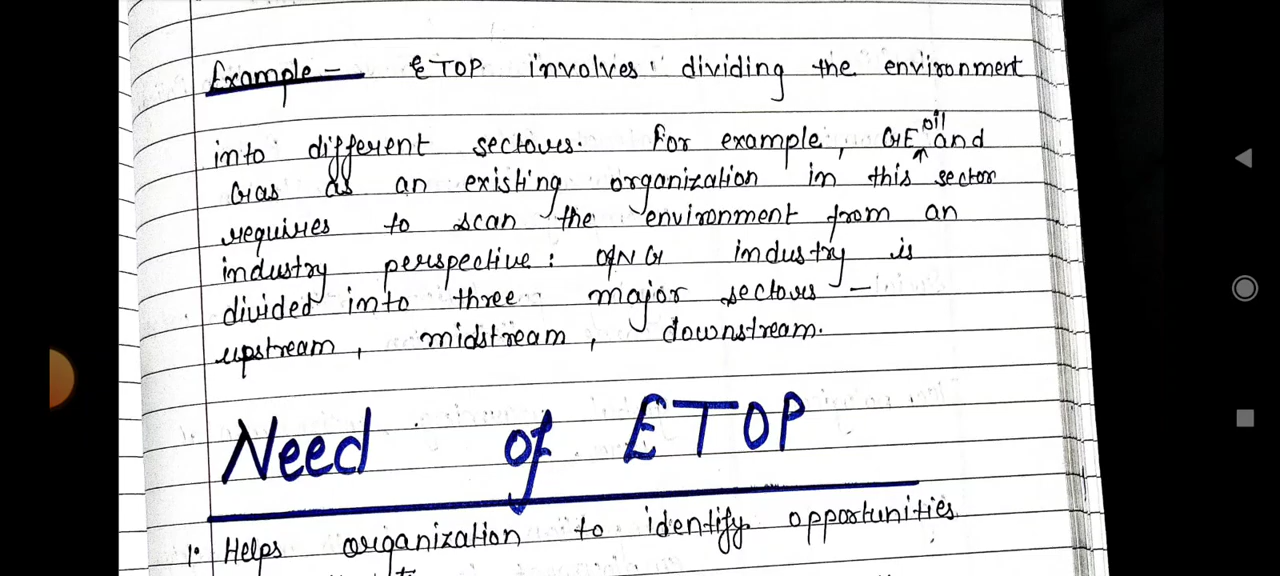 Example - ETOP involves dividing the environment
into different sectors. For example, GE oil and
Gas as an existing organization in this sector
requires to scan the environment from an
industry perspective: O&NG industry is
divided into three major sectors -
upstream, midstream, downstream.
Need of ETOP
1. Helps organization to identify opportunities